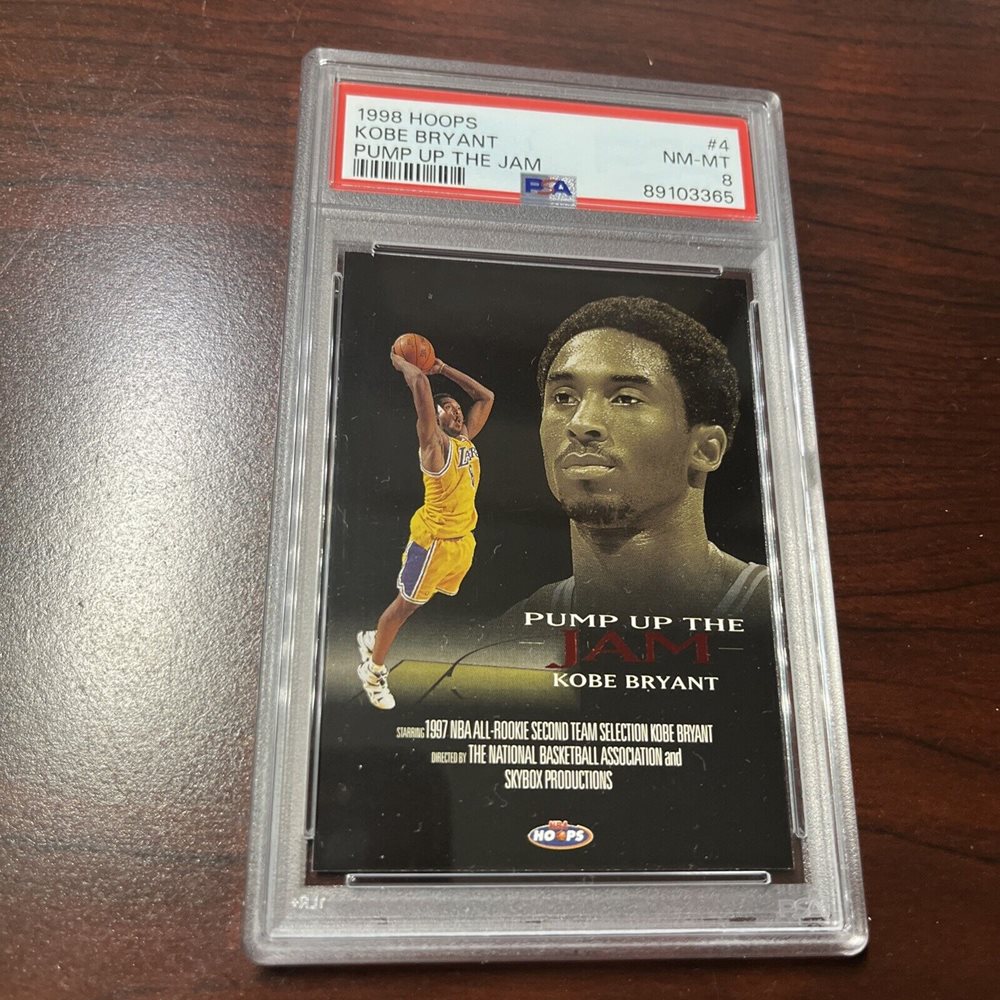 1998 HOOPS
#4
KOBE BRYANT
NM-MT
PUMP UP THE JAM
8
PSA
89103365
PUMP UP THE
JAM
KOBE BRYANT
STARRING 1997 NBA ALL-ROOKIE SECOND TEAM SELECTION KOBE BRYANT
DIRECTED BY THE NATIONAL BASKETBALL ASSOCIATION and
SKYBOX PRODUCTIONS
NBA
HOOPS
PSA